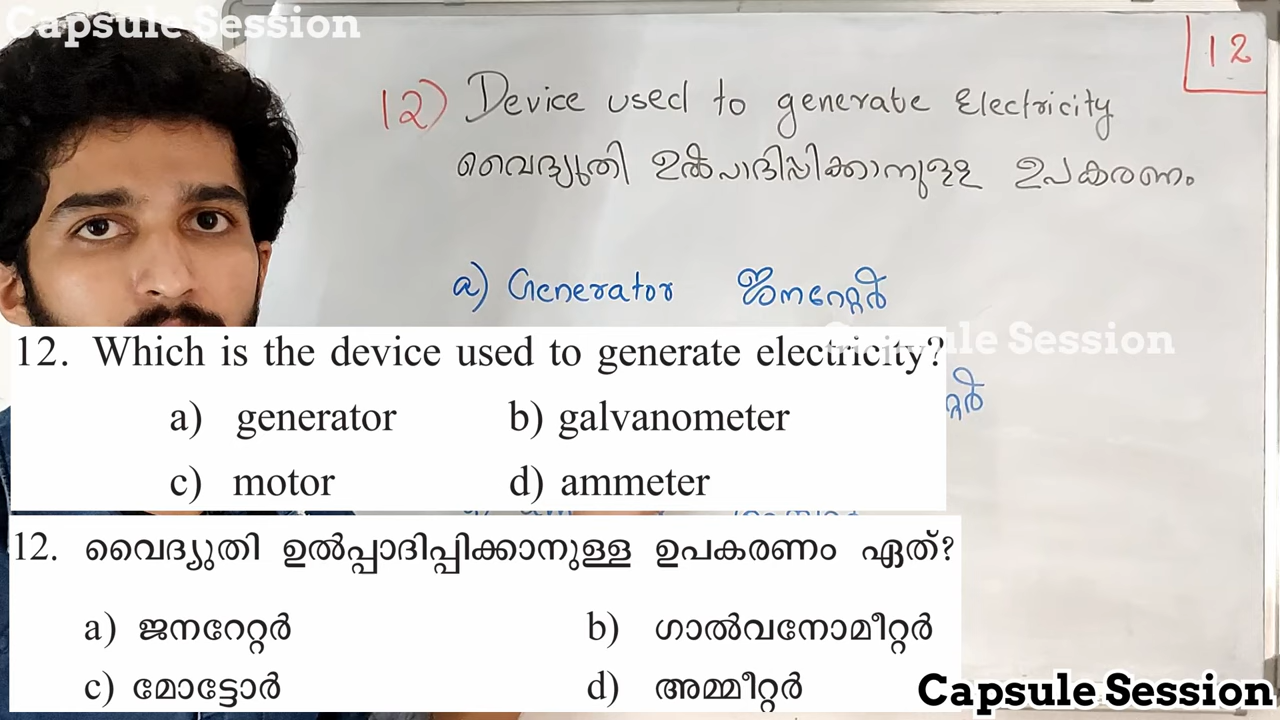 Capsule Session
12
12) Device used to generate Electricity
വൈദ്യുതി ഉൽപാദിപ്പിക്കാനുള്ള ഉപകരണം
a) Generator ജനറേറ്റർ
Capsule Session
12. Which is the device used to generate electricity?
a) generator b) galvanometer
c) motor d) ammeter
12. വൈദ്യുതി ഉൽപ്പാദിപ്പിക്കാനുള്ള ഉപകരണം ഏത്?
a) ജനറേറ്റർ b) ഗാൽവനോമീറ്റർ
c) മോട്ടോർ d) അമ്മീറ്റർ
Capsule Session